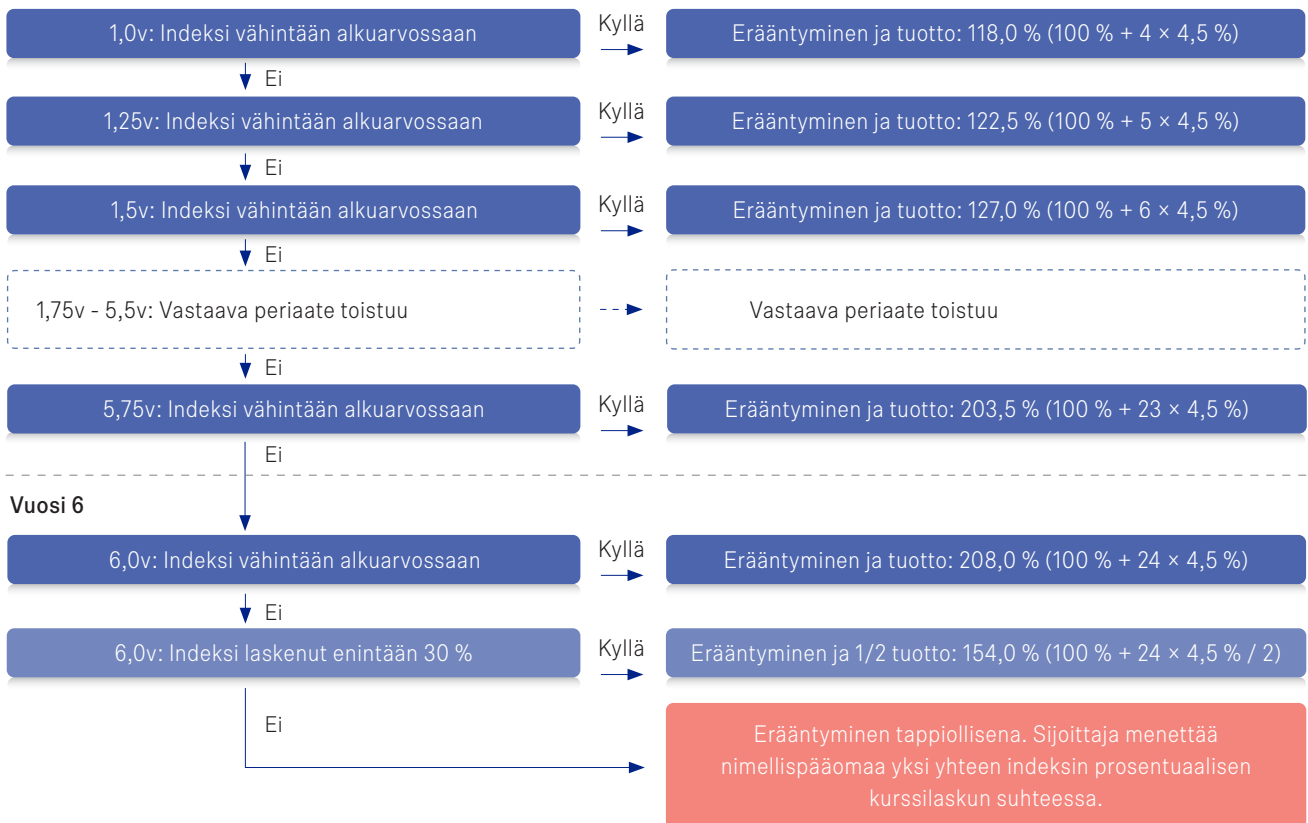 1,0v: Indeksi vähintään alkuarvossaan
Kyllä
Erääntyminen ja tuotto: 118,0 % (100 % + 4 × 4,5 %)
Ei
1,25v: Indeksi vähintään alkuarvossaan
Kyllä
Erääntyminen ja tuotto: 122,5 % (100 % + 5 × 4,5 %)
Ei
1,5v: Indeksi vähintään alkuarvossaan
Kyllä
Erääntyminen ja tuotto: 127,0 % (100 % + 6 × 4,5 %)
Ei
1,75v - 5,5v: Vastaava periaate toistuu
Vastaava periaate toistuu
Ei
5,75v: Indeksi vähintään alkuarvossaan
Kyllä
Erääntyminen ja tuotto: 203,5 % (100 % + 23 × 4,5 %)
Ei
Vuosi 6
6,0v: Indeksi vähintään alkuarvossaan
Kyllä
Erääntyminen ja tuotto: 208,0 % (100 % + 24 × 4,5 %)
Ei
6,0v: Indeksi laskenut enintään 30 %
Kyllä
Erääntyminen ja 1/2 tuotto: 154,0 % (100 % + 24 × 4,5 % / 2)
Ei
Erääntyminen tappiollisena. Sijoittaja menettää
nimellispääomaa yksi yhteen indeksin prosentuaalisen
kurssilaskun suhteessa.